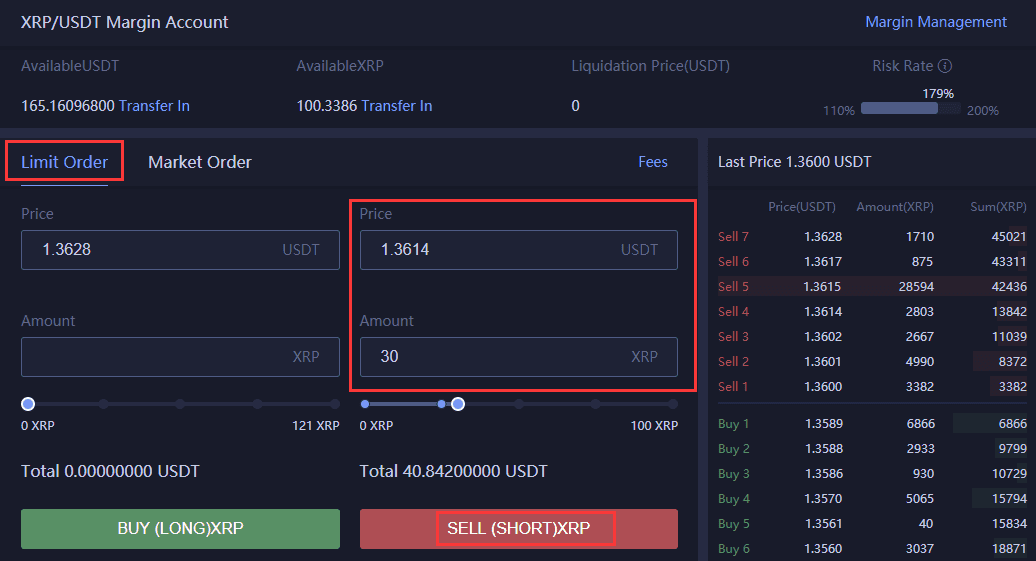 XRP/USDT Margin Account Margin Management
AvailableUSDT AvailableXRP Liquidation Price(USDT) Risk Rate
165.16096800 Transfer In 100.3386 Transfer In 0 179%
110% 200%
Limit Order Market Order Fees
Price Price
1.3628 USDT 1.3614 USDT
Amount Amount
XRP 30 XRP
0 XRP 121 XRP 0 XRP 100 XRP
Total 0.00000000 USDT Total 40.84200000 USDT
BUY (LONG)XRP SELL (SHORT)XRP
Last Price 1.3600 USDT
Price(USDT) Amount(XRP) Sum(XRP)
Sell 7 1.3628 1710 45021
Sell 6 1.3617 875 43311
Sell 5 1.3615 28594 42436
Sell 4 1.3614 2803 13842
Sell 3 1.3602 2667 11039
Sell 2 1.3601 4990 8372
Sell 1 1.3600 3382 3382
Buy 1 1.3589 6866 6866
Buy 2 1.3588 2933 9799
Buy 3 1.3586 930 10729
Buy 4 1.3570 5065 15794
Buy 5 1.3561 40 15834
Buy 6 1.3560 3037 18871